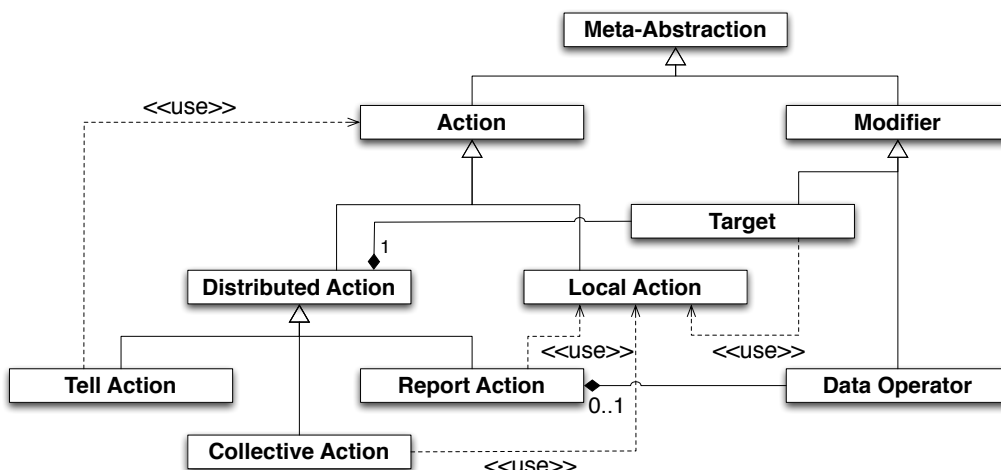 Meta-Abstraction
<<use>>
Action
Modifier
Target
1
Distributed Action
Local Action
<<use>>
<<use>>
Tell Action
Report Action
Data Operator
0..1
Collective Action
<<use>>